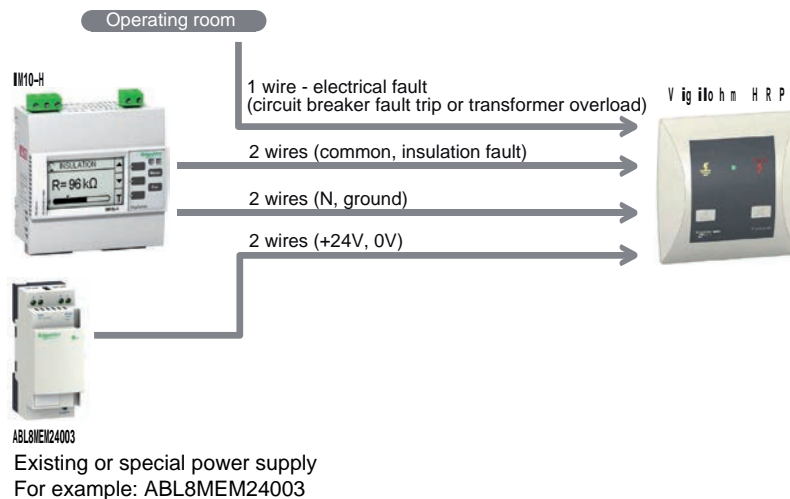 Operating room
IM10-H
1 wire - electrical fault
(circuit breaker fault trip or transformer overload)
Vigilohm HRP
INSULATION
R= 96 kΩ
2 wires (common, insulation fault)
2 wires (N, ground)
2 wires (+24V, 0V)
ABL8MEM24003
Existing or special power supply
For example: ABL8MEM24003